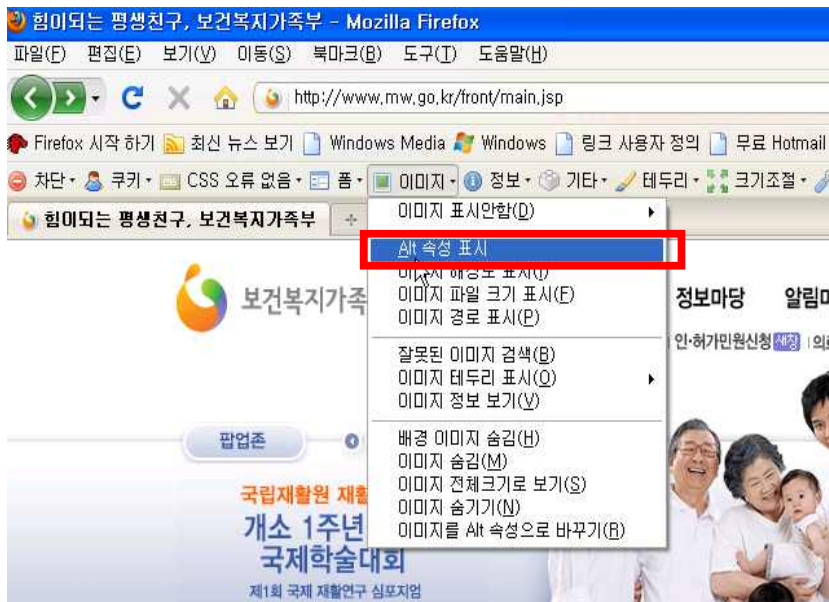 힘이되는 평생친구, 보건복지가족부 - Mozilla Firefox
파일(F) 편집(E) 보기(V) 이동(S) 북마크(B) 도구(T) 도움말(H)
http://www.mw.go.kr/front/main.jsp
Firefox 시작 하기 최신 뉴스 보기 Windows Media Windows 링크 사용자 정의 무료 Hotmail
차단 쿠키 CSS 오류 없음 폼 이미지 정보 기타 테두리 크기조절
힘이되는 평생친구, 보건복지가족부
이미지 표시안함(D)
Alt 속성 표시
이미지 해상도 표시(I)
이미지 파일 크기 표시(F)
이미지 경로 표시(P)
잘못된 이미지 검색(B)
이미지 테두리 표시(O)
이미지 정보 보기(V)
배경 이미지 숨김(H)
이미지 숨김(M)
이미지 전체크기로 보기(S)
이미지 숨기기(N)
이미지를 Alt 속성으로 바꾸기(R)
보건복지가족
정보마당 알림
인·허가민원신청 새창
팝업존
국립재활원
개소 1주년
국제학술대회
제1회 국제 재활연구 심포지엄